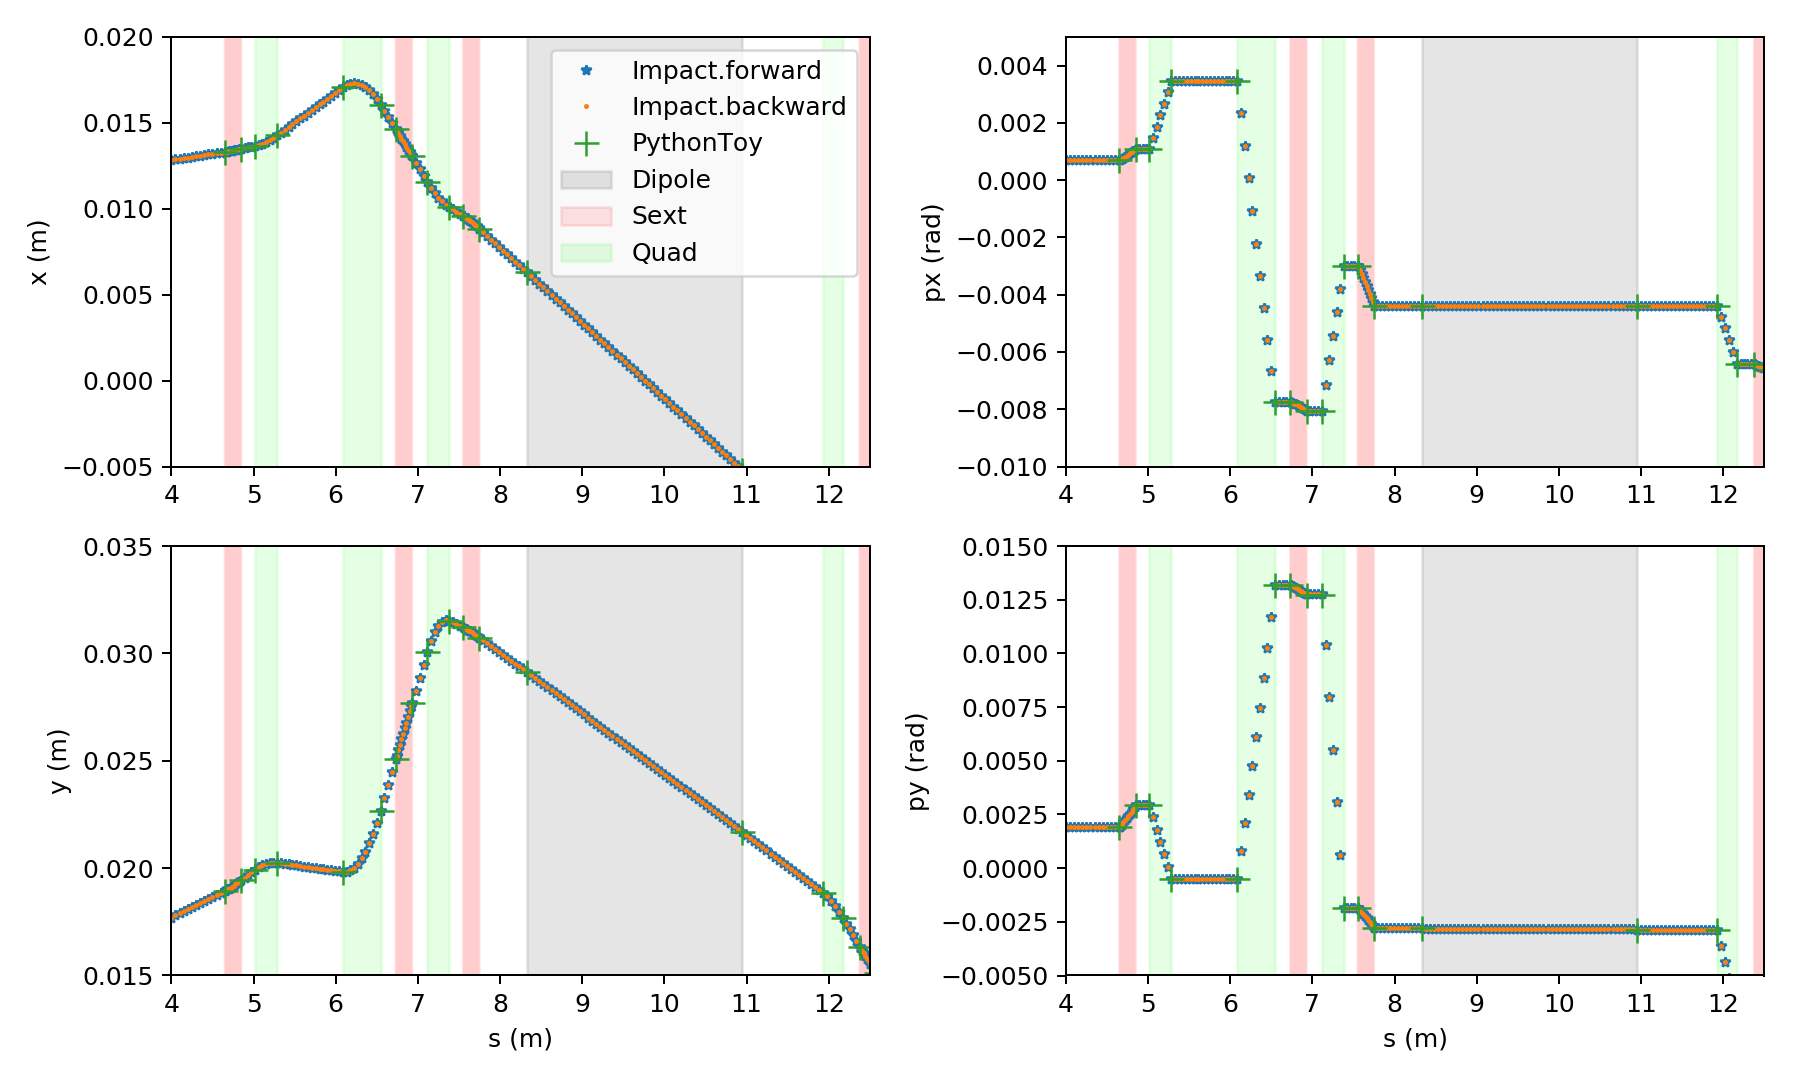 0.020
0.015
0.010
0.005
0.000
−0.005
x (m)
4 5 6 7 8 9 10 11 12
Impact.forward
Impact.backward
PythonToy
Dipole
Sext
Quad
0.004
0.002
0.000
−0.002
−0.004
−0.006
−0.008
−0.010
px (rad)
4 5 6 7 8 9 10 11 12
0.035
0.030
0.025
0.020
0.015
y (m)
4 5 6 7 8 9 10 11 12
s (m)
0.0150
0.0125
0.0100
0.0075
0.0050
0.0025
0.0000
−0.0025
−0.0050
py (rad)
4 5 6 7 8 9 10 11 12
s (m)